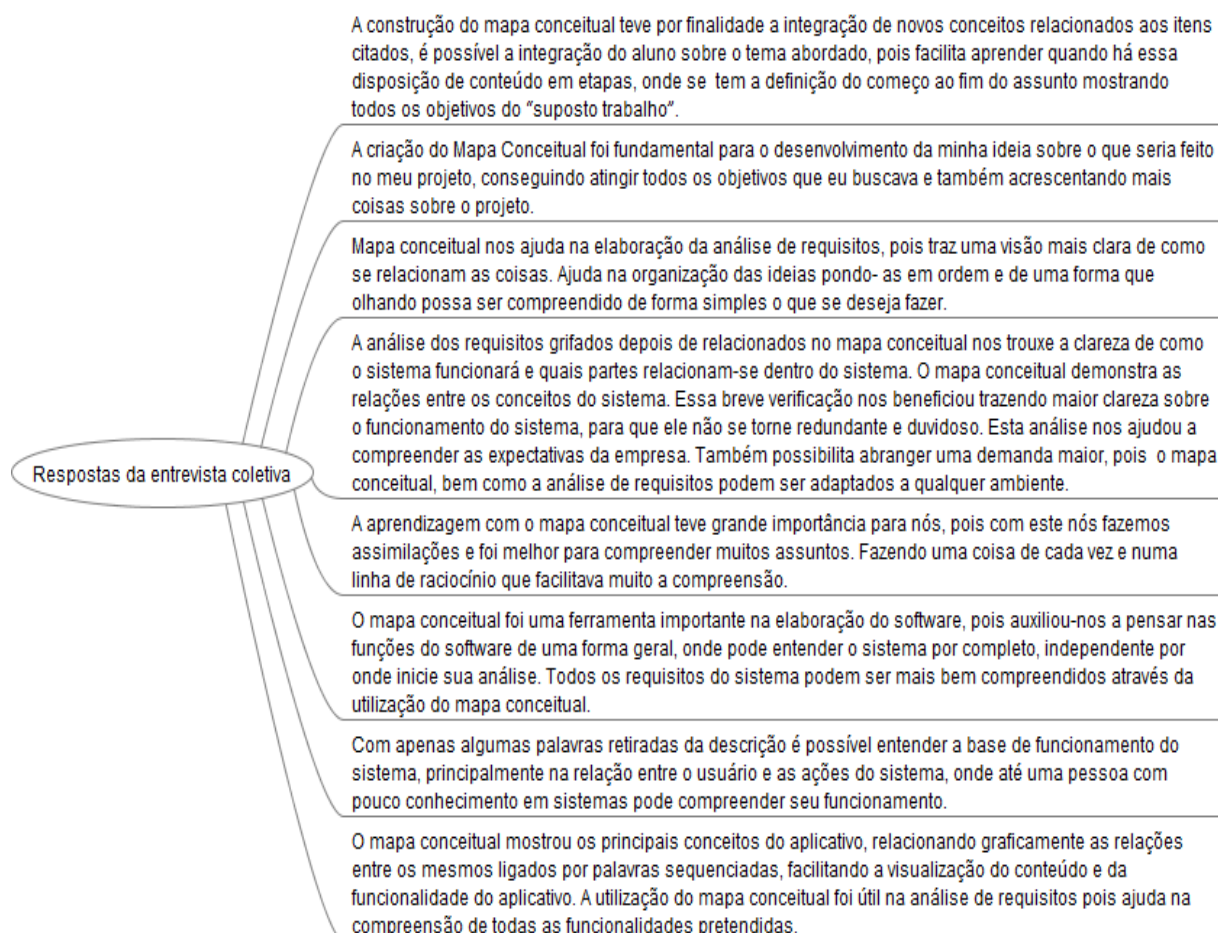 A construção do mapa conceitual teve por finalidade a integração de novos conceitos relacionados aos itens
citados, é possível a integração do aluno sobre o tema abordado, pois facilita aprender quando há essa
disposição de conteúdo em etapas, onde se  tem a definição do começo ao fim do assunto mostrando
todos os objetivos do “suposto trabalho”.
A criação do Mapa Conceitual foi fundamental para o desenvolvimento da minha ideia sobre o que seria feito
no meu projeto, conseguindo atingir todos os objetivos que eu buscava e também acrescentando mais
coisas sobre o projeto.
Mapa conceitual nos ajuda na elaboração da análise de requisitos, pois traz uma visão mais clara de como
se relacionam as coisas. Ajuda na organização das ideias pondo- as em ordem e de uma forma que
olhando possa ser compreendido de forma simples o que se deseja fazer.
A análise dos requisitos grifados depois de relacionados no mapa conceitual nos trouxe a clareza de como
o sistema funcionará e quais partes relacionam-se dentro do sistema. O mapa conceitual demonstra as
relações entre os conceitos do sistema. Essa breve verificação nos beneficiou trazendo maior clareza sobre
o funcionamento do sistema, para que ele não se torne redundante e duvidoso. Esta análise nos ajudou a
compreender as expectativas da empresa. Também possibilita abranger uma demanda maior, pois  o mapa
conceitual, bem como a análise de requisitos podem ser adaptados a qualquer ambiente.
Respostas da entrevista coletiva
A aprendizagem com o mapa conceitual teve grande importância para nós, pois com este nós fazemos
assimilações e foi melhor para compreender muitos assuntos. Fazendo uma coisa de cada vez e numa
linha de raciocínio que facilitava muito a compreensão.
O mapa conceitual foi uma ferramenta importante na elaboração do software, pois auxiliou-nos a pensar nas
funções do software de uma forma geral, onde pode entender o sistema por completo, independente por
onde inicie sua análise. Todos os requisitos do sistema podem ser mais bem compreendidos através da
utilização do mapa conceitual.
Com apenas algumas palavras retiradas da descrição é possível entender a base de funcionamento do
sistema, principalmente na relação entre o usuário e as ações do sistema, onde até uma pessoa com
pouco conhecimento em sistemas pode compreender seu funcionamento.
O mapa conceitual mostrou os principais conceitos do aplicativo, relacionando graficamente as relações
entre os mesmos ligados por palavras sequenciadas, facilitando a visualização do conteúdo e da
funcionalidade do aplicativo. A utilização do mapa conceitual foi útil na análise de requisitos pois ajuda na
compreensão de todas as funcionalidades pretendidas.